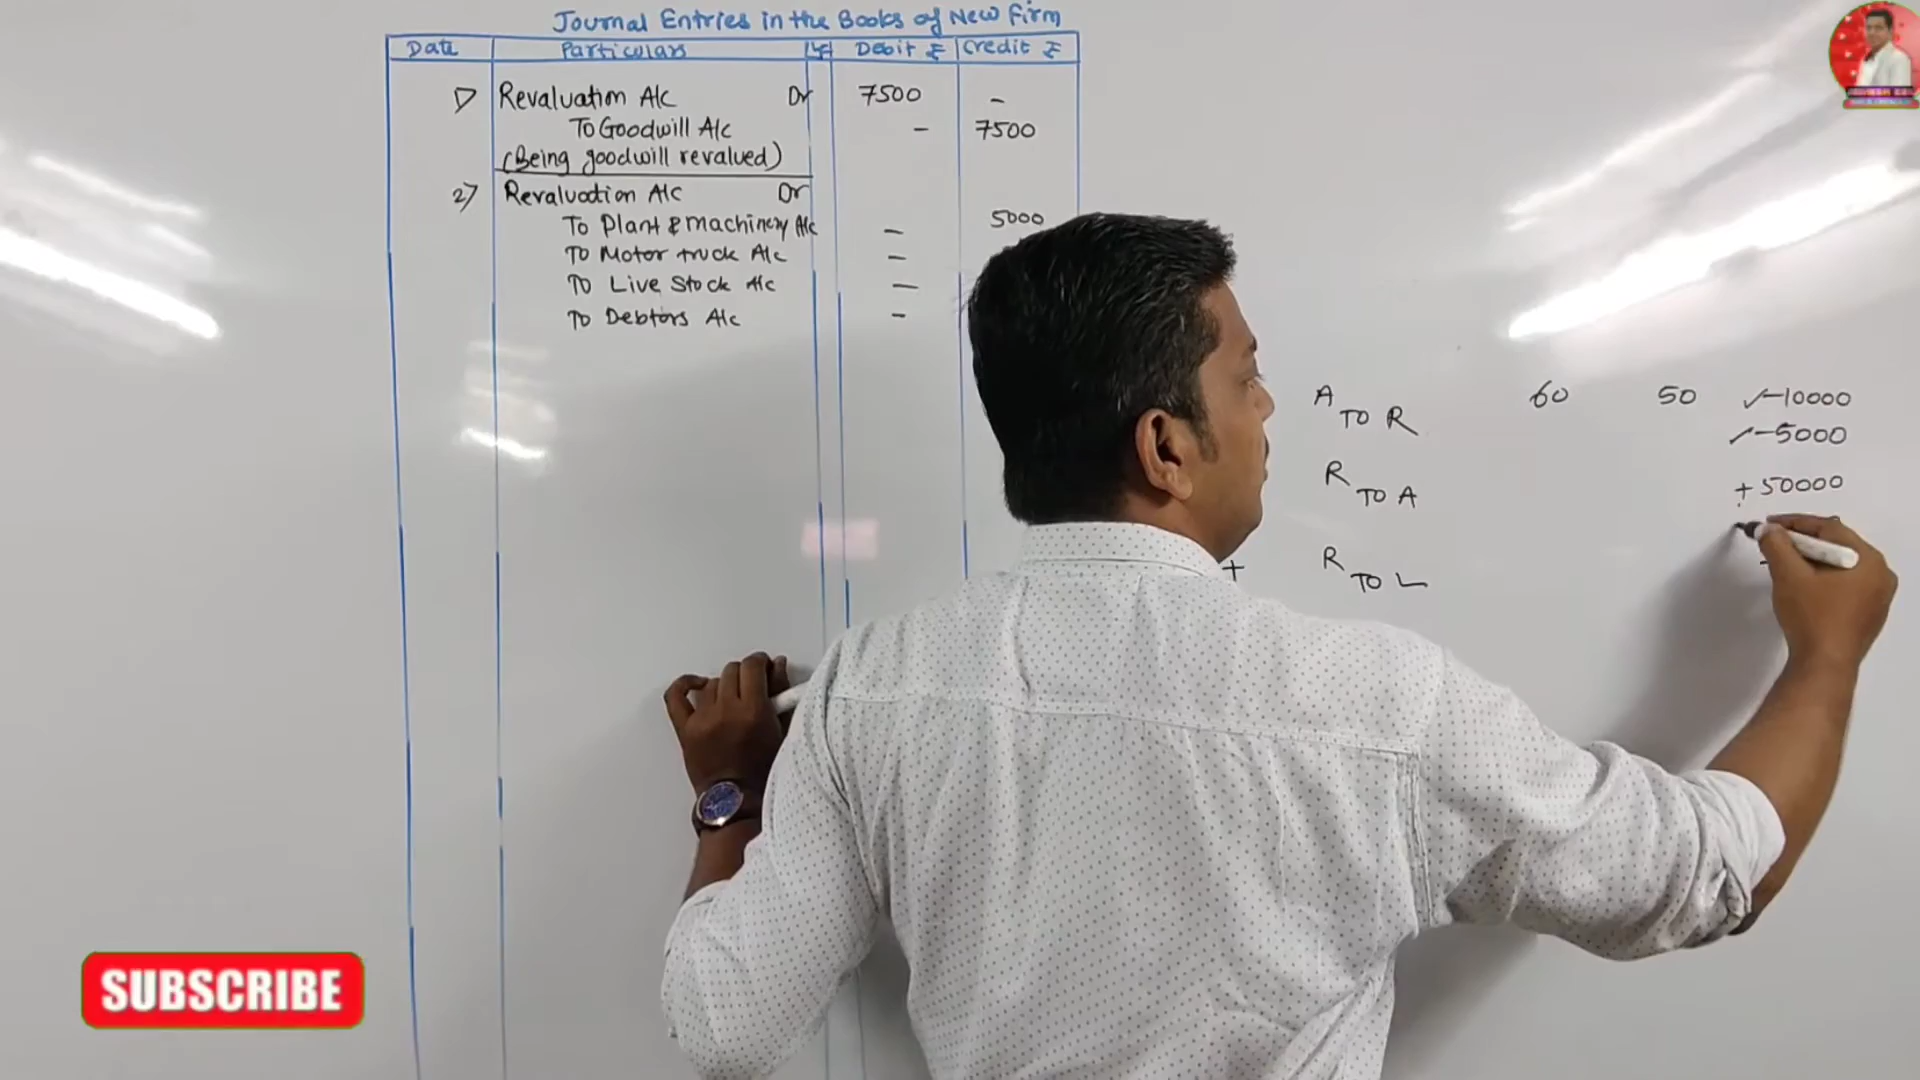 Journal Entries in the Books of New Firm
Date Particulars LF Debit ₹ Credit ₹
1) Revaluation A/c Dr 7500 -
To Goodwill A/c - 7500
(Being goodwill revalued)
2) Revaluation A/c Dr
To Plant & machinery A/c - 5000
To Motor truck A/c -
To Live Stock A/c -
To Debtors A/c -
A TO R 60 50 ✓-10000
✓-5000
R TO A +50000
+ R TO L
SUBSCRIBE